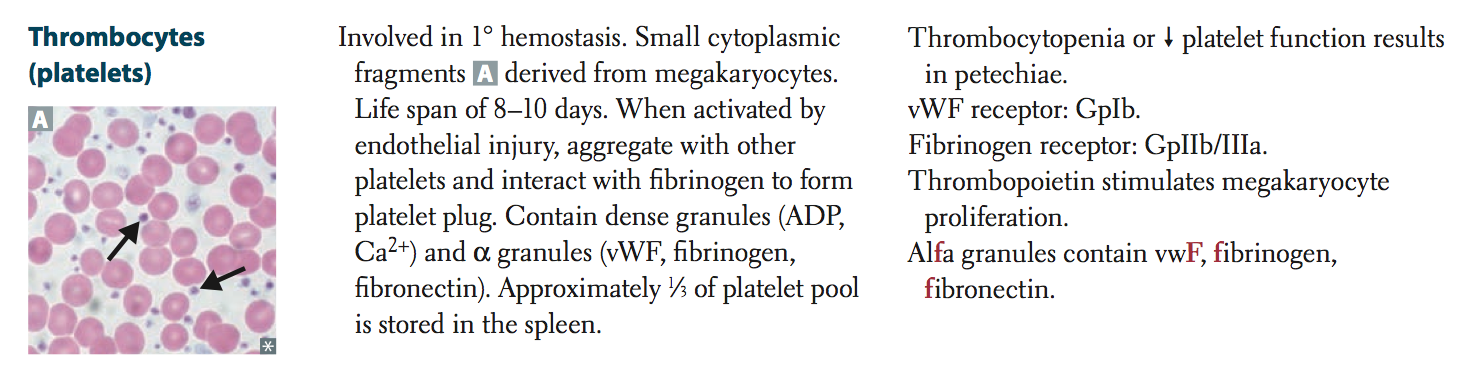 Thrombocytes
(platelets)
A
*
Involved in 1° hemostasis. Small cytoplasmic
fragments A derived from megakaryocytes.
Life span of 8–10 days. When activated by
endothelial injury, aggregate with other
platelets and interact with fibrinogen to form
platelet plug. Contain dense granules (ADP,
Ca²⁺) and α granules (vWF, fibrinogen,
fibronectin). Approximately ⅓ of platelet pool
is stored in the spleen.
Thrombocytopenia or ↓ platelet function results
in petechiae.
vWF receptor: GpIb.
Fibrinogen receptor: GpIIb/IIIa.
Thrombopoietin stimulates megakaryocyte
proliferation.
Alfa granules contain vwF, fibrinogen,
fibronectin.